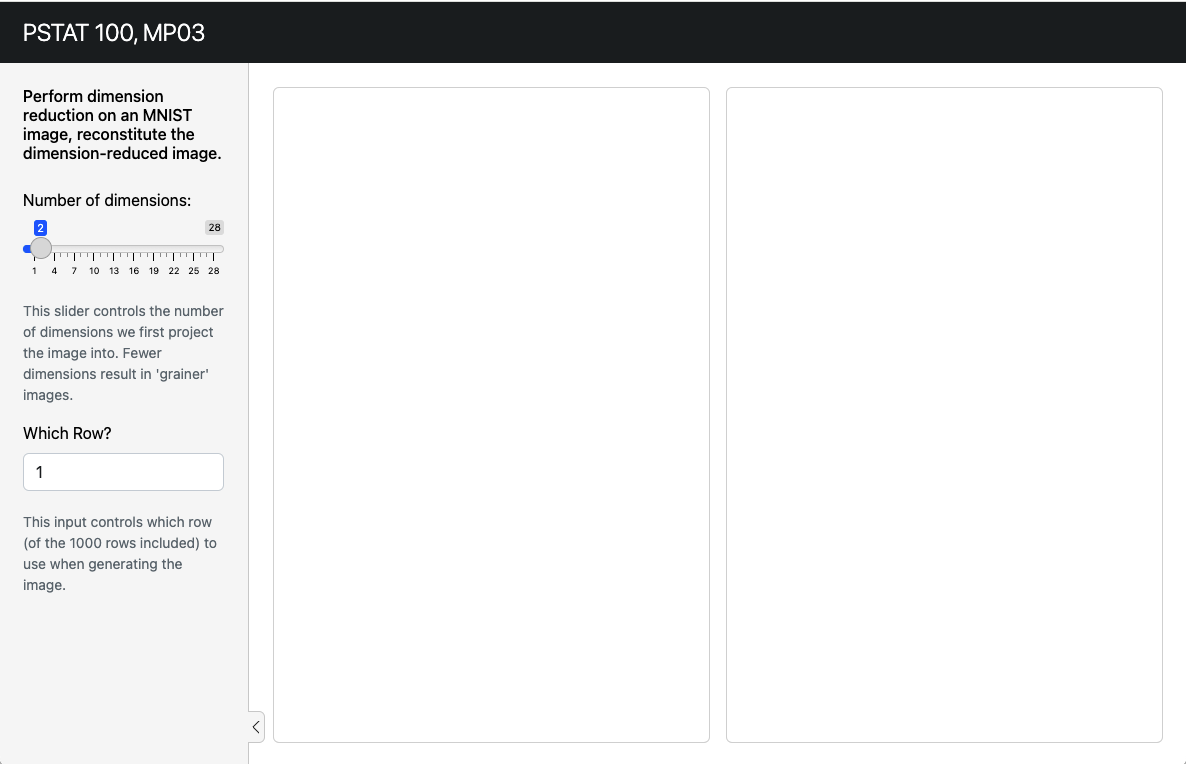 PSTAT 100, MP03
Perform dimension
reduction on an MNIST
image, reconstitute the
dimension-reduced image.
Number of dimensions:
2 28
1 4 7 10 13 16 19 22 25 28
This slider controls the number
of dimensions we first project
the image into. Fewer
dimensions result in 'grainer'
images.
Which Row?
1
This input controls which row
(of the 1000 rows included) to
use when generating the
image.